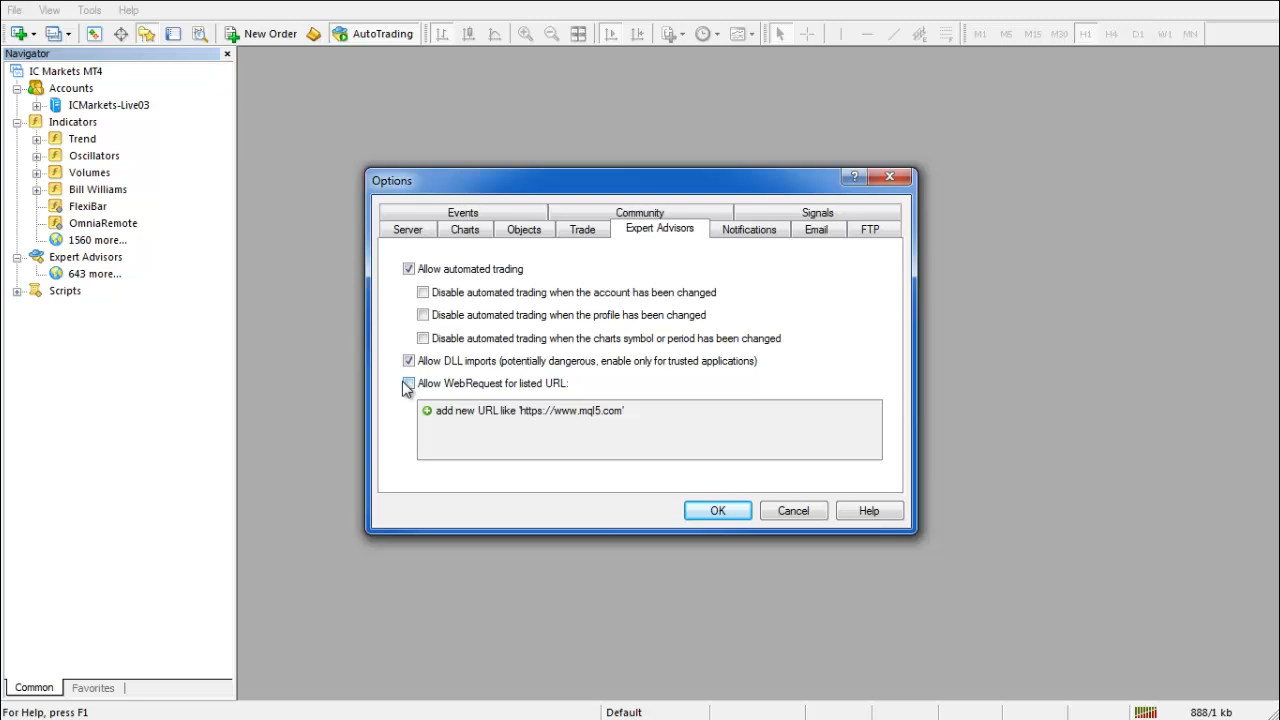 File View Tools Help
New Order AutoTrading M1 M5 M15 M30 H1 H4 D1 W1 MN
Navigator
IC Markets MT4
Accounts
ICMarkets-Live03
Indicators
Trend
Oscillators
Volumes
Bill Williams
FlexiBar
OmniaRemote
1560 more...
Expert Advisors
643 more...
Scripts
Common Favorites
Options
Events Community Signals
Server Charts Objects Trade Expert Advisors Notifications Email FTP
Allow automated trading
Disable automated trading when the account has been changed
Disable automated trading when the profile has been changed
Disable automated trading when the charts symbol or period has been changed
Allow DLL imports (potentially dangerous, enable only for trusted applications)
Allow WebRequest for listed URL:
add new URL like 'https://www.mql5.com'
OK Cancel Help
For Help, press F1 Default 888/1 kb